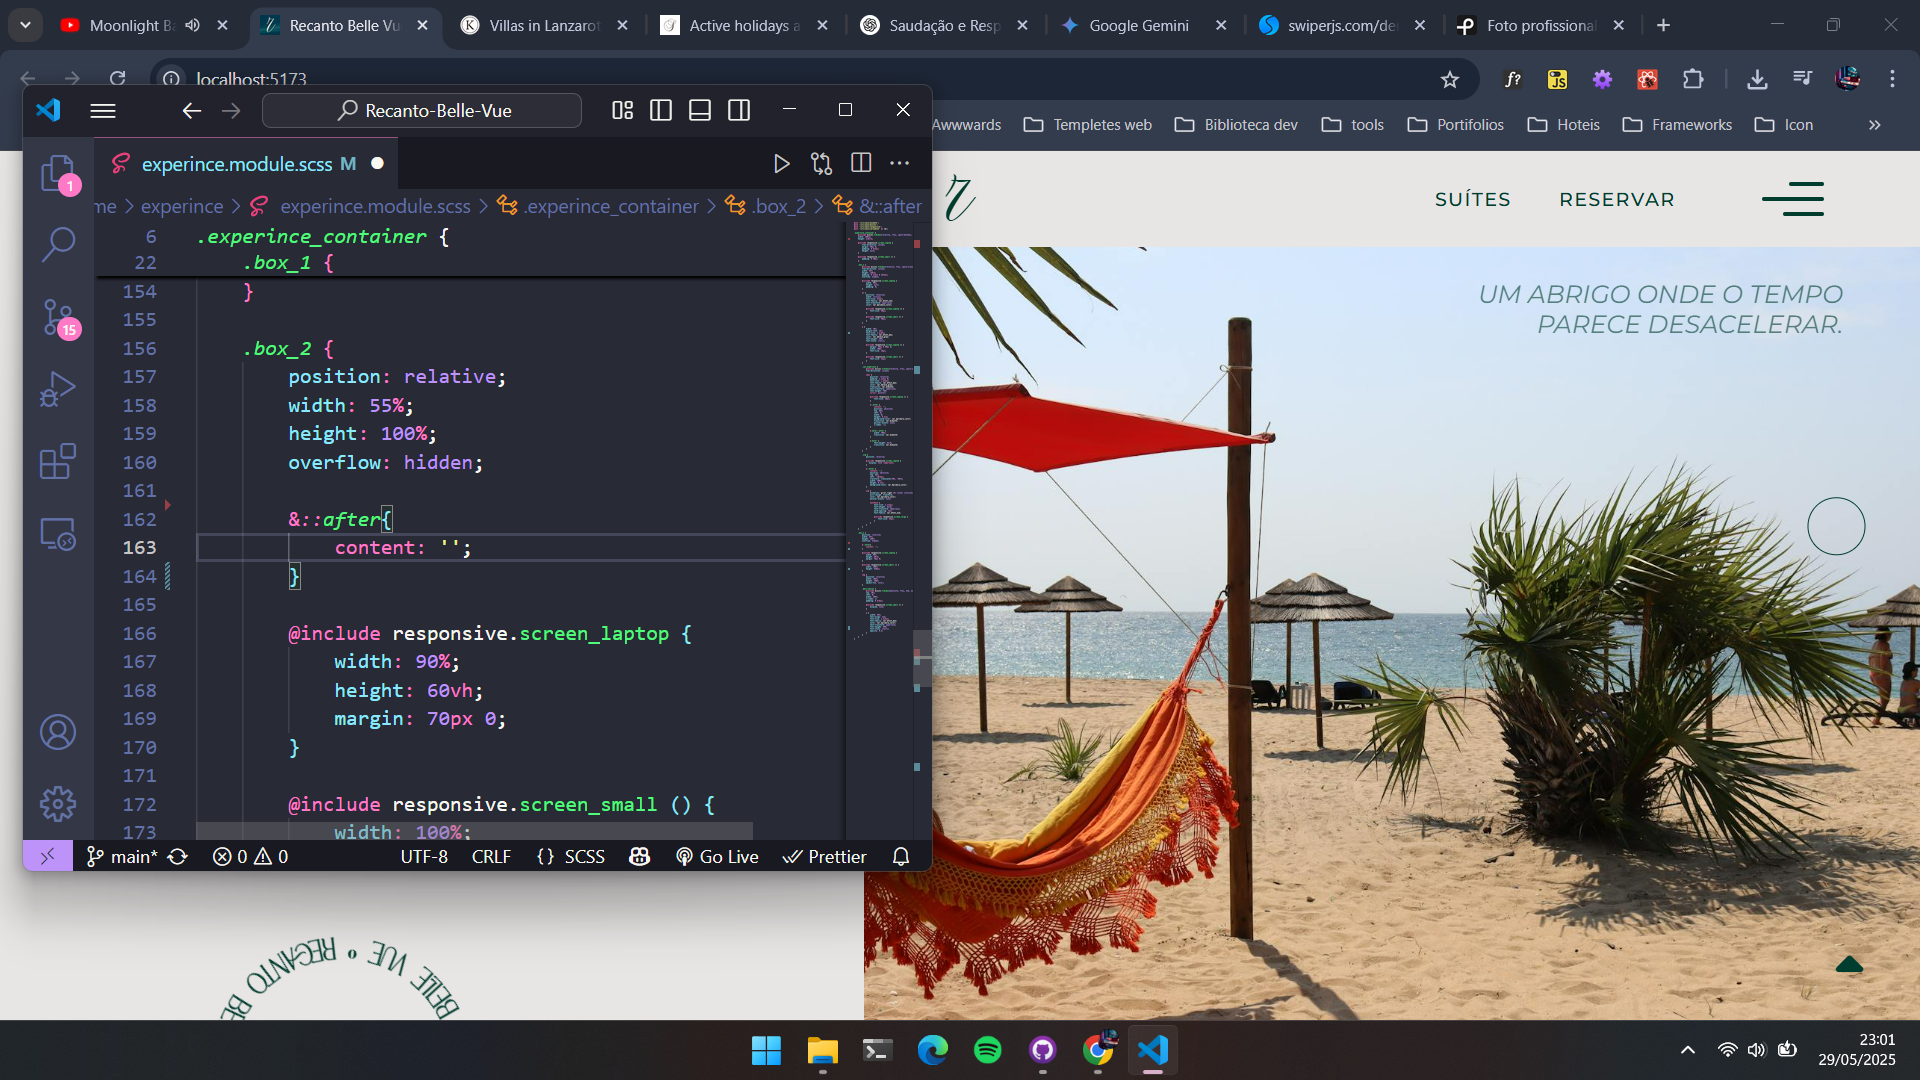 Moonlight Ba
Recanto Belle Vu
Villas in Lanzarot
Active holidays a
Saudação e Resp
Google Gemini
swiperjs.com/de
Foto profissional
localhost:5173
Awwwards
Templetes web
Biblioteca dev
tools
Portifolios
Hoteis
Frameworks
Icon
»
Recanto-Belle-Vue
experince.module.scss M
me > experince > experince.module.scss > .experince_container > .box_2 > &::after
6 .experince_container {
22 .box_1 {
154 }
155
156 .box_2 {
157 position: relative;
158 width: 55%;
159 height: 100%;
160 overflow: hidden;
161
162 &::after{
163 content: '';
164 }
165
166 @include responsive.screen_laptop {
167 width: 90%;
168 height: 60vh;
169 margin: 70px 0;
170 }
171
172 @include responsive.screen_small () {
173 width: 100%;
1
15
main* 0 0 UTF-8 CRLF {} SCSS Go Live Prettier
SUÍTES
RESERVAR
UM ABRIGO ONDE O TEMPO
PARECE DESACELERAR.
RECANTO BE
BELLE VUE •
23:01
29/05/2025